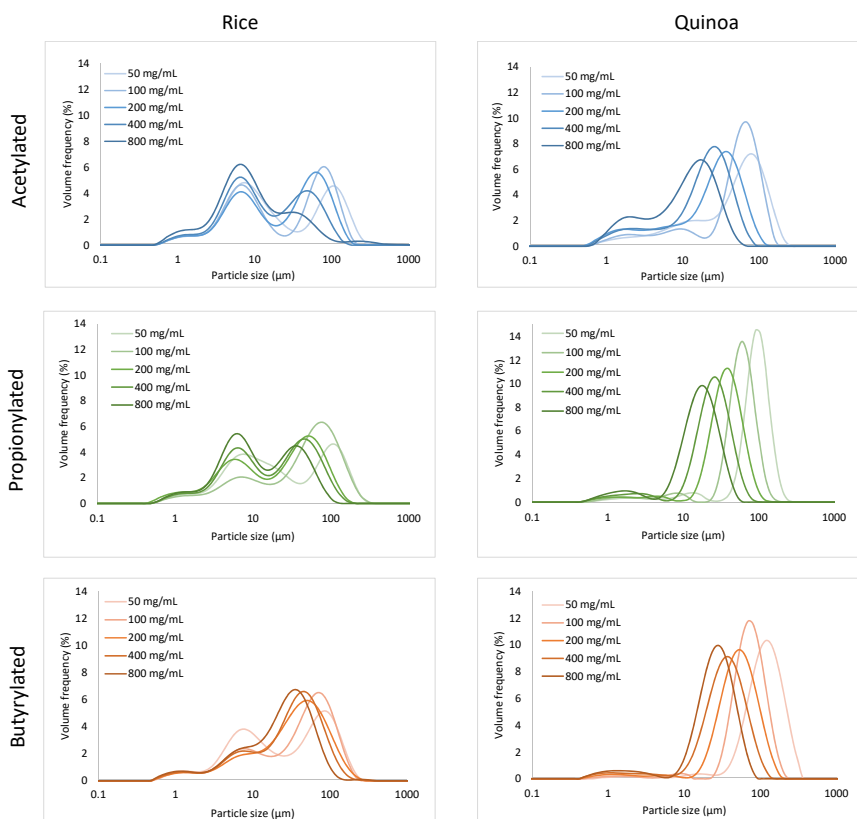 Rice
Quinoa
Acetylated
Volume frequency (%)
14
12
10
8
6
4
2
0
50 mg/mL
100 mg/mL
200 mg/mL
400 mg/mL
800 mg/mL
0.1
1
10
100
1000
Particle size (µm)
Volume frequency (%)
14
12
10
8
6
4
2
0
50 mg/mL
100 mg/mL
200 mg/mL
400 mg/mL
800 mg/mL
0.1
1
10
100
1000
Particle size (µm)
Propionylated
Volume frequency (%)
14
12
10
8
6
4
2
0
50 mg/mL
100 mg/mL
200 mg/mL
400 mg/mL
800 mg/mL
0.1
1
10
100
1000
Particle size (µm)
Volume frequency (%)
14
12
10
8
6
4
2
0
50 mg/mL
100 mg/mL
200 mg/mL
400 mg/mL
800 mg/mL
0.1
1
10
100
1000
Particle size (µm)
Butyrylated
Volume frequency (%)
14
12
10
8
6
4
2
0
50 mg/mL
100 mg/mL
200 mg/mL
400 mg/mL
800 mg/mL
0.1
1
10
100
1000
Particle size (µm)
Volume frequency (%)
14
12
10
8
6
4
2
0
50 mg/mL
100 mg/mL
200 mg/mL
400 mg/mL
800 mg/mL
0.1
1
10
100
1000
Particle size (µm)